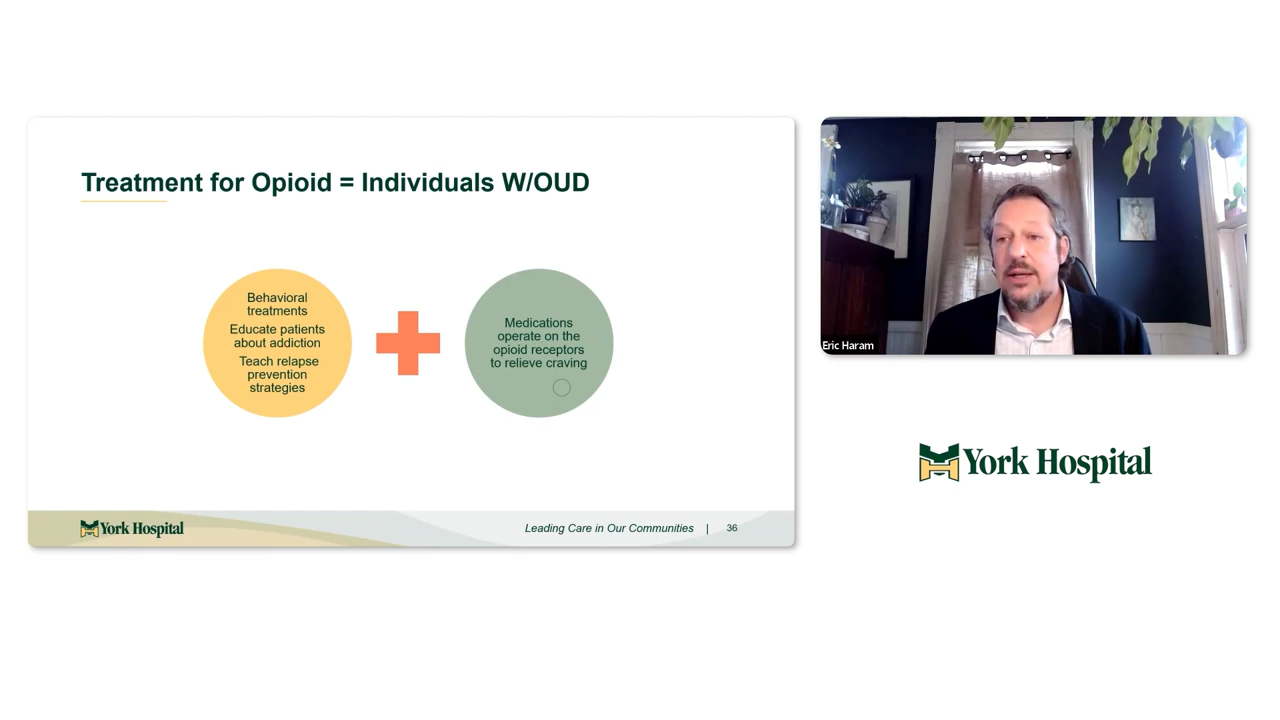 Treatment for Opioid = Individuals W/OUD
Behavioral
treatments
Educate patients
about addiction
Teach relapse
prevention
strategies
Medications
operate on the
opioid receptors
to relieve craving
York Hospital
Leading Care in Our Communities | 36
Eric Haram
York Hospital